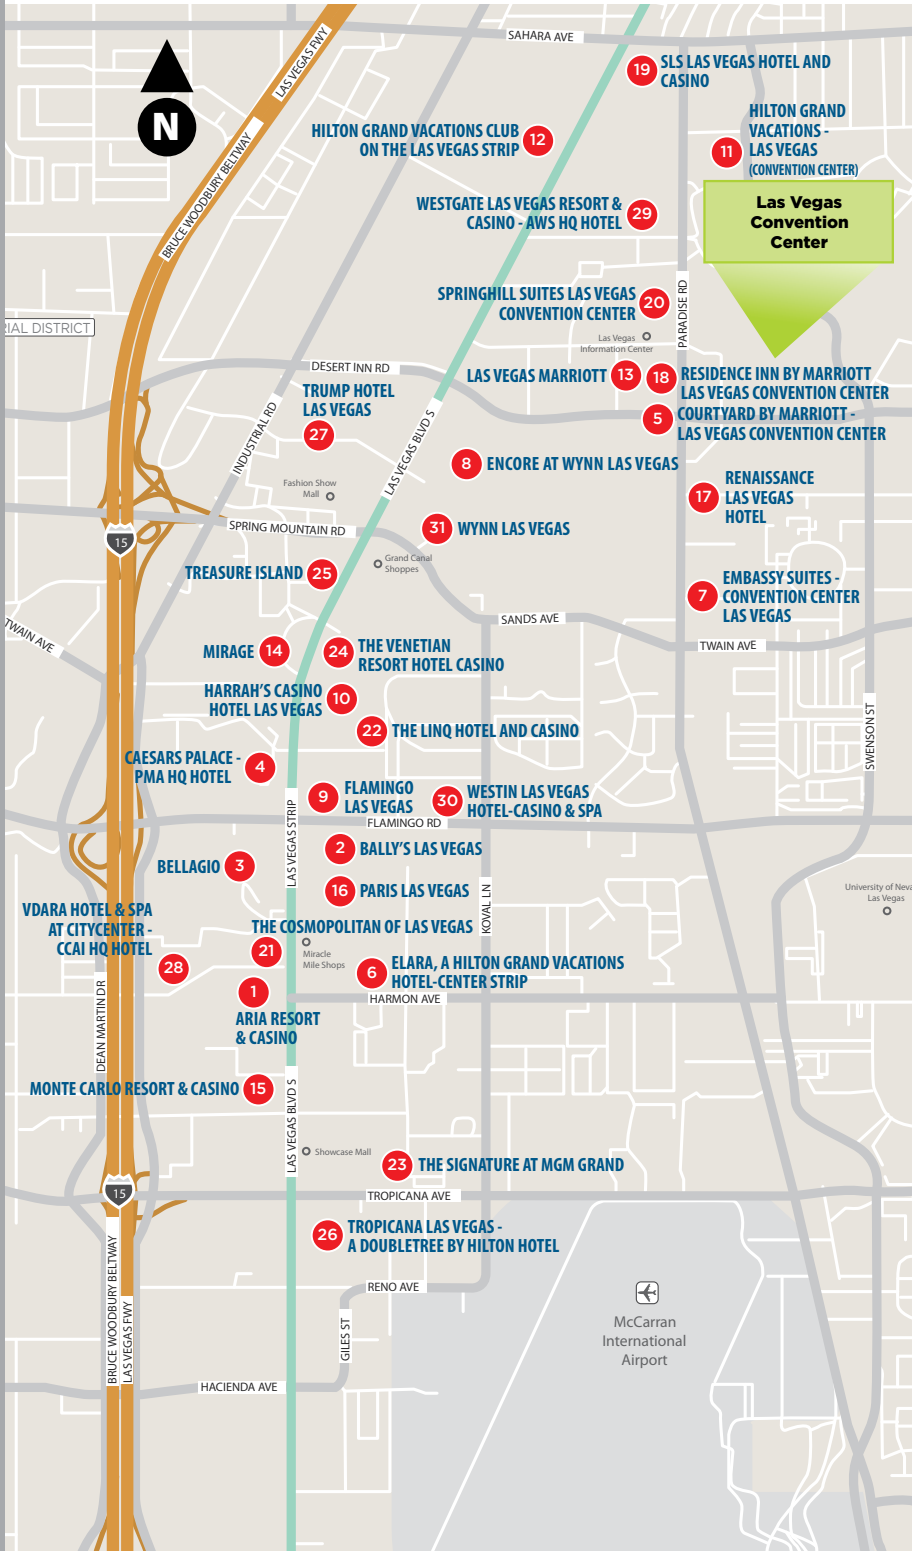 SAHARA AVE
LAS VEGAS FWY
19
SLS LAS VEGAS HOTEL AND
CASINO
N
HILTON GRAND VACATIONS CLUB
ON THE LAS VEGAS STRIP
12
HILTON GRAND
VACATIONS -
LAS VEGAS
(CONVENTION CENTER)
11
BRUCE WOODBURY BELTWAY
WESTGATE LAS VEGAS RESORT &
CASINO - AWS HQ HOTEL
29
Las Vegas
Convention
Center
SPRINGHILL SUITES LAS VEGAS
CONVENTION CENTER
20
PARADISE RD
RIAL DISTRICT
Las Vegas
Information Center
DESERT INN RD
LAS VEGAS MARRIOTT
13
18
RESIDENCE INN BY MARRIOTT
LAS VEGAS CONVENTION CENTER
TRUMP HOTEL
LAS VEGAS
27
5
COURTYARD BY MARRIOTT -
LAS VEGAS CONVENTION CENTER
INDUSTRIAL RD
LAS VEGAS BLVD S
8
ENCORE AT WYNN LAS VEGAS
Fashion Show
Mall
17
RENAISSANCE
LAS VEGAS
HOTEL
15
SPRING MOUNTAIN RD
31
WYNN LAS VEGAS
Grand Canal
Shoppes
TREASURE ISLAND
25
7
EMBASSY SUITES -
CONVENTION CENTER
LAS VEGAS
TWAIN AVE
SANDS AVE
TWAIN AVE
MIRAGE
14
24
THE VENETIAN
RESORT HOTEL CASINO
HARRAH'S CASINO
HOTEL LAS VEGAS
10
22
THE LINQ HOTEL AND CASINO
SWENSON ST
CAESARS PALACE -
PMA HQ HOTEL
4
9
FLAMINGO
LAS VEGAS
30
WESTIN LAS VEGAS
HOTEL-CASINO & SPA
FLAMINGO RD
LAS VEGAS STRIP
2
BALLY'S LAS VEGAS
BELLAGIO
3
16
PARIS LAS VEGAS
KOVAL LN
University of Neva
Las Vegas
VDARA HOTEL & SPA
AT CITYCENTER -
CCAI HQ HOTEL
28
THE COSMOPOLITAN OF LAS VEGAS
21
Miracle
Mile Shops
6
ELARA, A HILTON GRAND VACATIONS
HOTEL-CENTER STRIP
HARMON AVE
1
ARIA RESORT
& CASINO
DEAN MARTIN DR
MONTE CARLO RESORT & CASINO
15
LAS VEGAS BLVD S
Showcase Mall
23
THE SIGNATURE AT MGM GRAND
15
TROPICANA AVE
26
TROPICANA LAS VEGAS -
A DOUBLETREE BY HILTON HOTEL
BRUCE WOODBURY BELTWAY
LAS VEGAS FWY
RENO AVE
GILES ST
McCarran
International
Airport
HACIENDA AVE